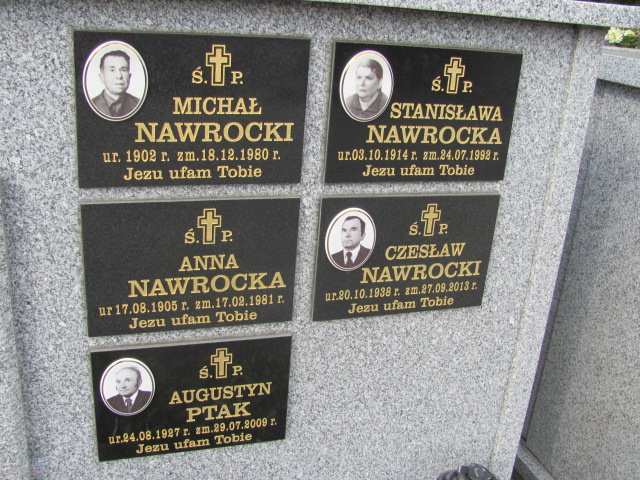 Ś. P.
MICHAŁ
NAWROCKI
ur. 1902 r. zm. 18.12.1980 r.
Jezu ufam Tobie
Ś. P.
STANISŁAWA
NAWROCKA
ur.03.10.1914 r. zm.24.07.1992 r.
Jezu ufam Tobie
Ś. P.
ANNA
NAWROCKA
ur 17.08.1905 r. zm.17.02.1981 r.
Jezu ufam Tobie
Ś. P.
CZESŁAW
NAWROCKI
ur.20.10.1938 r. zm.27.09.2013 r.
Jezu ufam Tobie
Ś. P.
AUGUSTYN
PTAK
ur.24.08.1927 r. zm.29.07.2009 r.
Jezu ufam Tobie